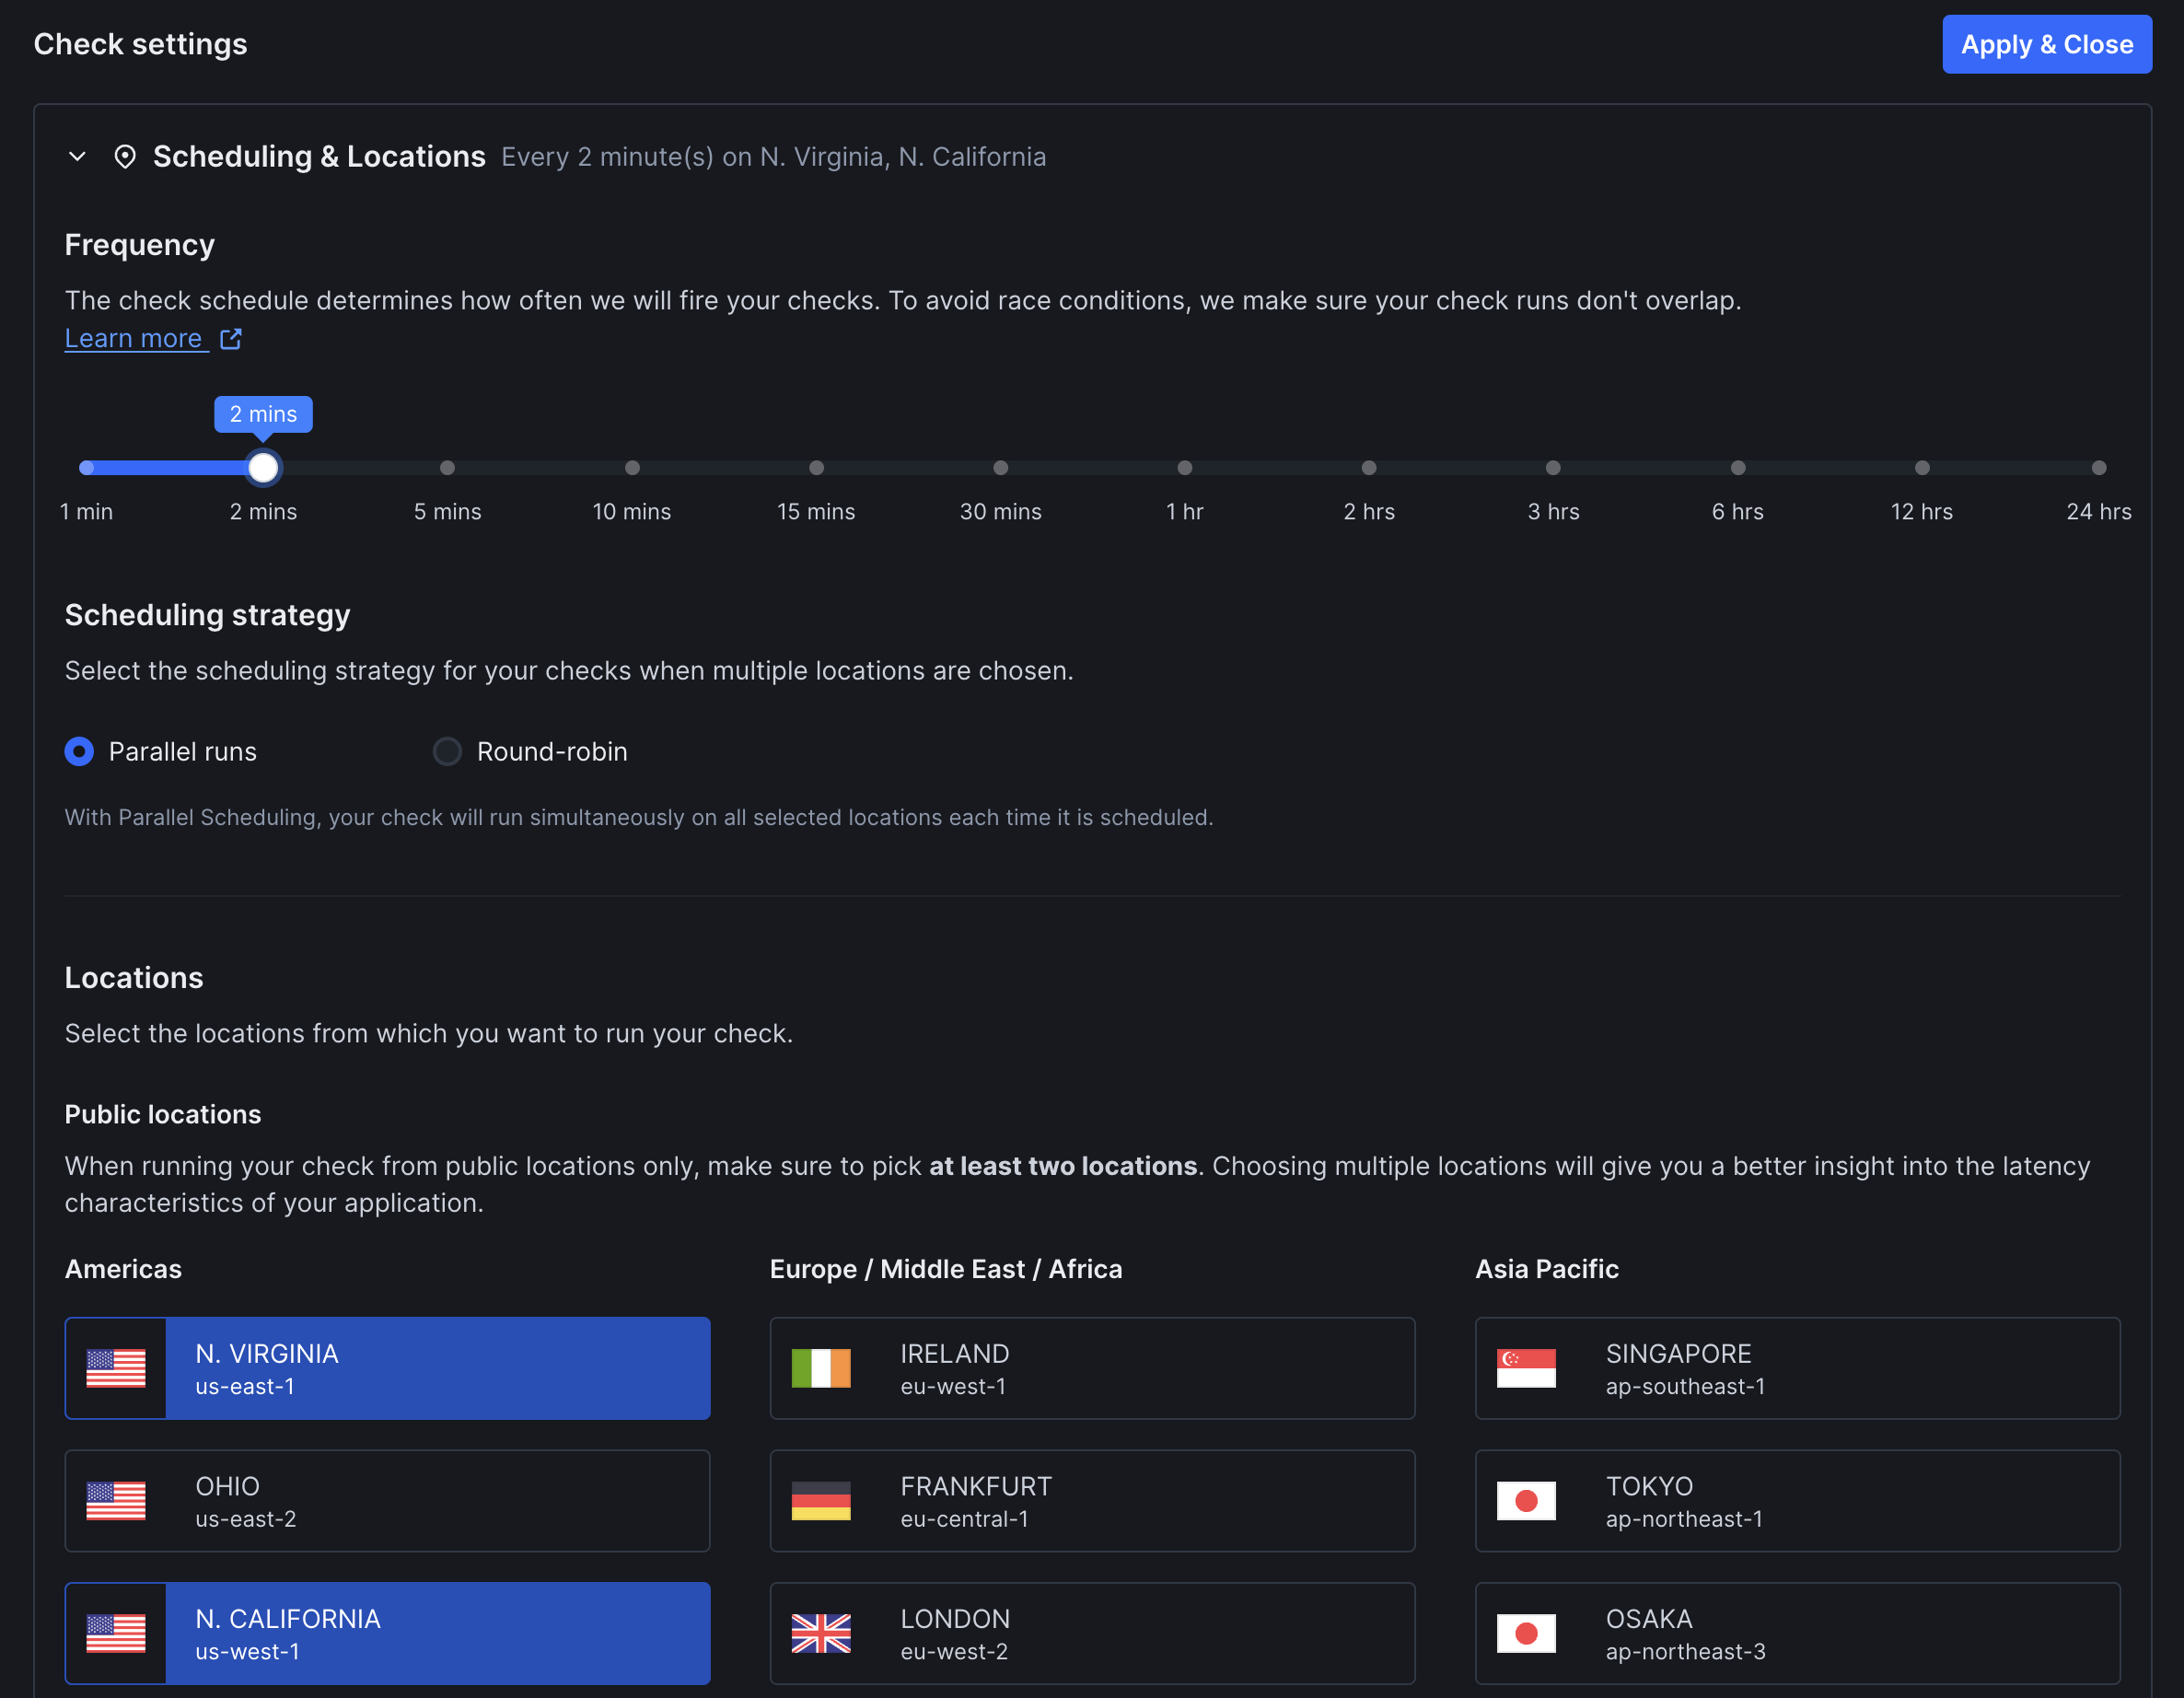 Check settings
Apply & Close
Scheduling & Locations Every 2 minute(s) on N. Virginia, N. California
Frequency
The check schedule determines how often we will fire your checks. To avoid race conditions, we make sure your check runs don't overlap.
Learn more
2 mins
1 min 2 mins 5 mins 10 mins 15 mins 30 mins 1 hr 2 hrs 3 hrs 6 hrs 12 hrs 24 hrs
Scheduling strategy
Select the scheduling strategy for your checks when multiple locations are chosen.
Parallel runs Round-robin
With Parallel Scheduling, your check will run simultaneously on all selected locations each time it is scheduled.
Locations
Select the locations from which you want to run your check.
Public locations
When running your check from public locations only, make sure to pick at least two locations. Choosing multiple locations will give you a better insight into the latency
characteristics of your application.
Americas
N. VIRGINIA
us-east-1
OHIO
us-east-2
N. CALIFORNIA
us-west-1
Europe / Middle East / Africa
IRELAND
eu-west-1
FRANKFURT
eu-central-1
LONDON
eu-west-2
Asia Pacific
SINGAPORE
ap-southeast-1
TOKYO
ap-northeast-1
OSAKA
ap-northeast-3